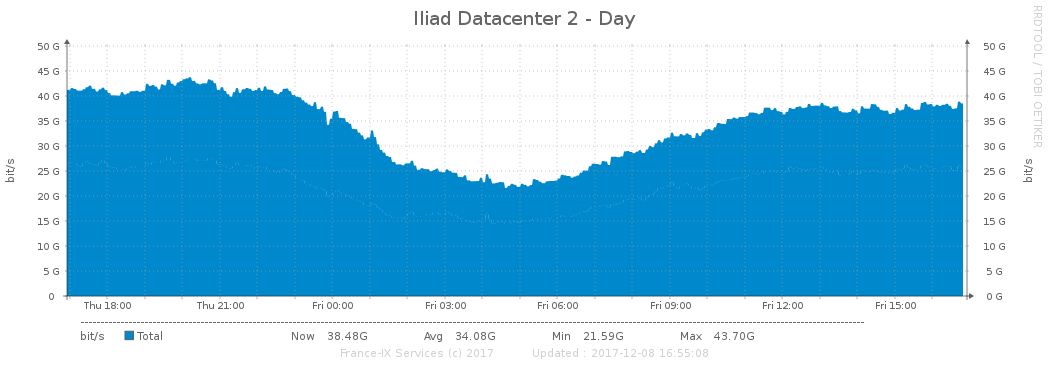 Iliad Datacenter 2 - Day
RRDTOOL / TOBI OETIKER
bit/s
50 G
45 G
40 G
35 G
30 G
25 G
20 G
15 G
10 G
5 G
0
50 G
45 G
40 G
35 G
30 G
25 G
20 G
15 G
10 G
5 G
0 G
bit/s
Thu 18:00 Thu 21:00 Fri 00:00 Fri 03:00 Fri 06:00 Fri 09:00 Fri 12:00 Fri 15:00
bit/s Total Now 38.48G Avg 34.08G Min 21.59G Max 43.70G
France-IX Services (c) 2017 Updated : 2017-12-08 16:55:08